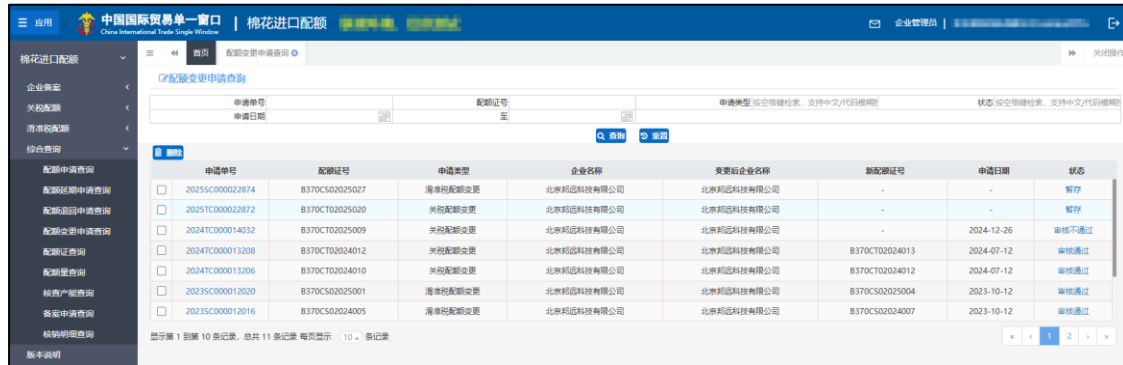 应用 中国国际贸易单一窗口 棉花进口配额 企业管理员
China International Trade Single Window
棉花进口配额 首页 配额变更申请查询 关闭操作
企业备案
关税配额
滑准税配额
综合查询
配额申请查询
配额延期申请查询
配额退回申请查询
配额变更申请查询
配额证查询
配额量查询
核查产能查询
备案申请查询
核销明细查询
版本说明
配额变更申请查询
申请单号 配额证号 申请类型 按空格键检索，支持中文/代码模糊 状态 按空格键检索，支持中文/代码模糊
申请日期 至
查询 重置
删除
申请单号 配额证号 申请类型 企业名称 变更后企业名称 新配额证号 申请日期 状态
2025SC000022874 B370CS02025027 滑准税配额变更 北京邦远科技有限公司 北京邦远科技有限公司 - - 暂存
2025TC000022872 B370CT02025020 关税配额变更 北京邦远科技有限公司 北京邦远科技有限公司 - - 暂存
2024TC000014032 B370CT02025009 关税配额变更 北京邦远科技有限公司 北京邦远科技有限公司 - 2024-12-26 审核不通过
2024TC000013208 B370CT02024012 关税配额变更 北京邦远科技有限公司 北京邦远科技有限公司 B370CT02024013 2024-07-12 审核通过
2024TC000013206 B370CT02024010 关税配额变更 北京邦远科技有限公司 北京邦远科技有限公司 B370CT02024012 2024-07-12 审核通过
2023SC000012020 B370CS02025001 滑准税配额变更 北京邦远科技有限公司 北京邦远科技有限公司 B370CS02025004 2023-10-12 审核通过
2023SC000012016 B370CS02024005 滑准税配额变更 北京邦远科技有限公司 北京邦远科技有限公司 B370CS02024007 2023-10-12 审核通过
显示第 1 到第 10 条记录，总共 11 条记录 每页显示 10 条记录 « ‹ 1 2 › »